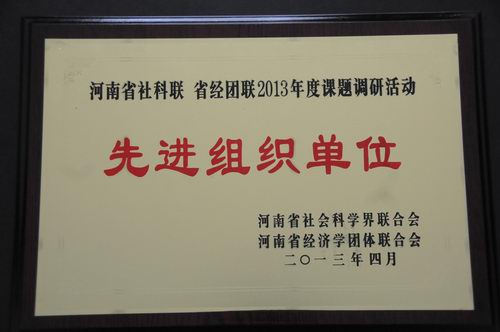 河南省社科联 省经团联2013年度课题调研活动
先进组织单位
河南省社会科学界联合会
河南省经济学团体联合会
二〇一三年四月